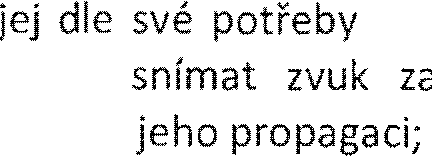 jej dle své potřeby
snímat zvuk za
jeho propagaci;